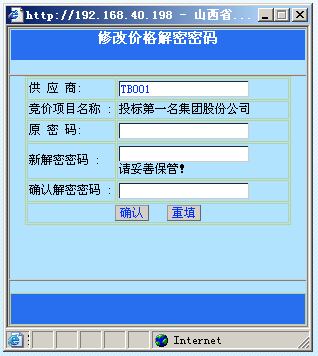 http://192.168.40.198 - 山西省...
修改价格解密密码
供 应 商: TB001
竞价项目名称 : 投标第一名集团股份公司
原 密 码:
新解密密码 :
请妥善保管!
确认解密密码 :
确认 重填
Internet